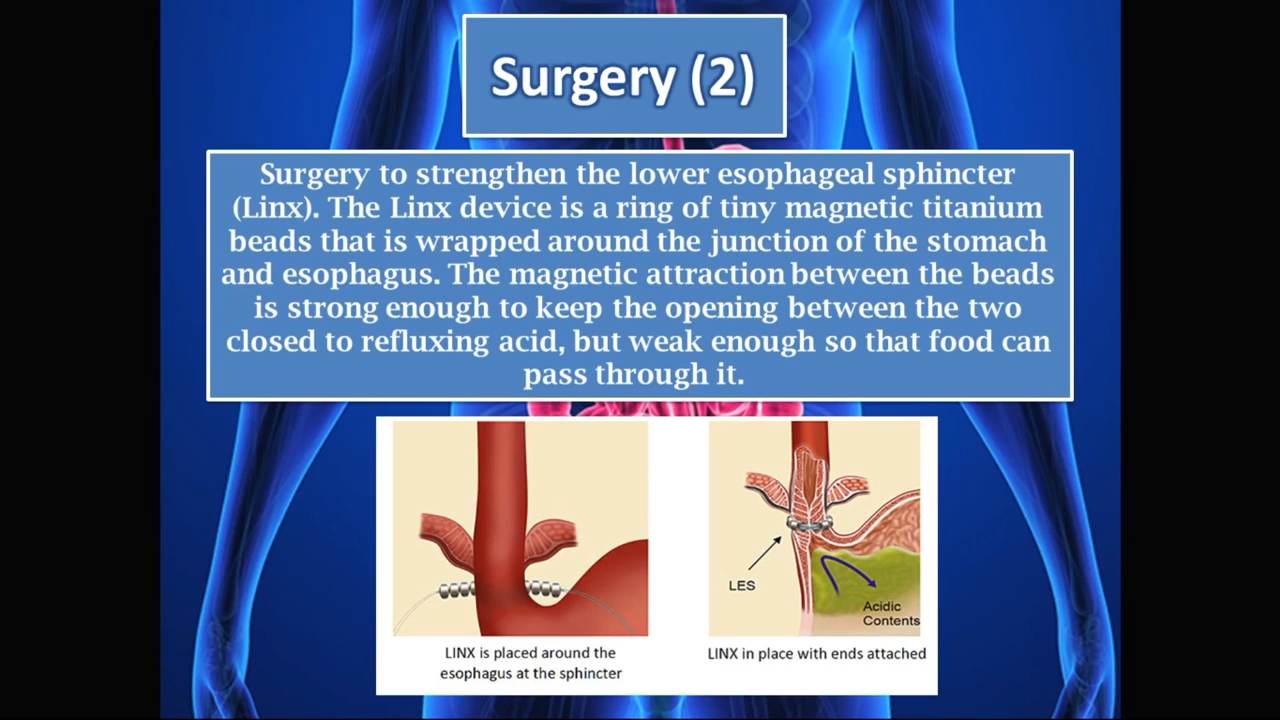 Surgery (2)
Surgery to strengthen the lower esophageal sphincter
(Linx). The Linx device is a ring of tiny magnetic titanium
beads that is wrapped around the junction of the stomach
and esophagus. The magnetic attraction between the beads
is strong enough to keep the opening between the two
closed to refluxing acid, but weak enough so that food can
pass through it.
LES
Acidic
Contents
LINX is placed around the
esophagus at the sphincter
LINX in place with ends attached